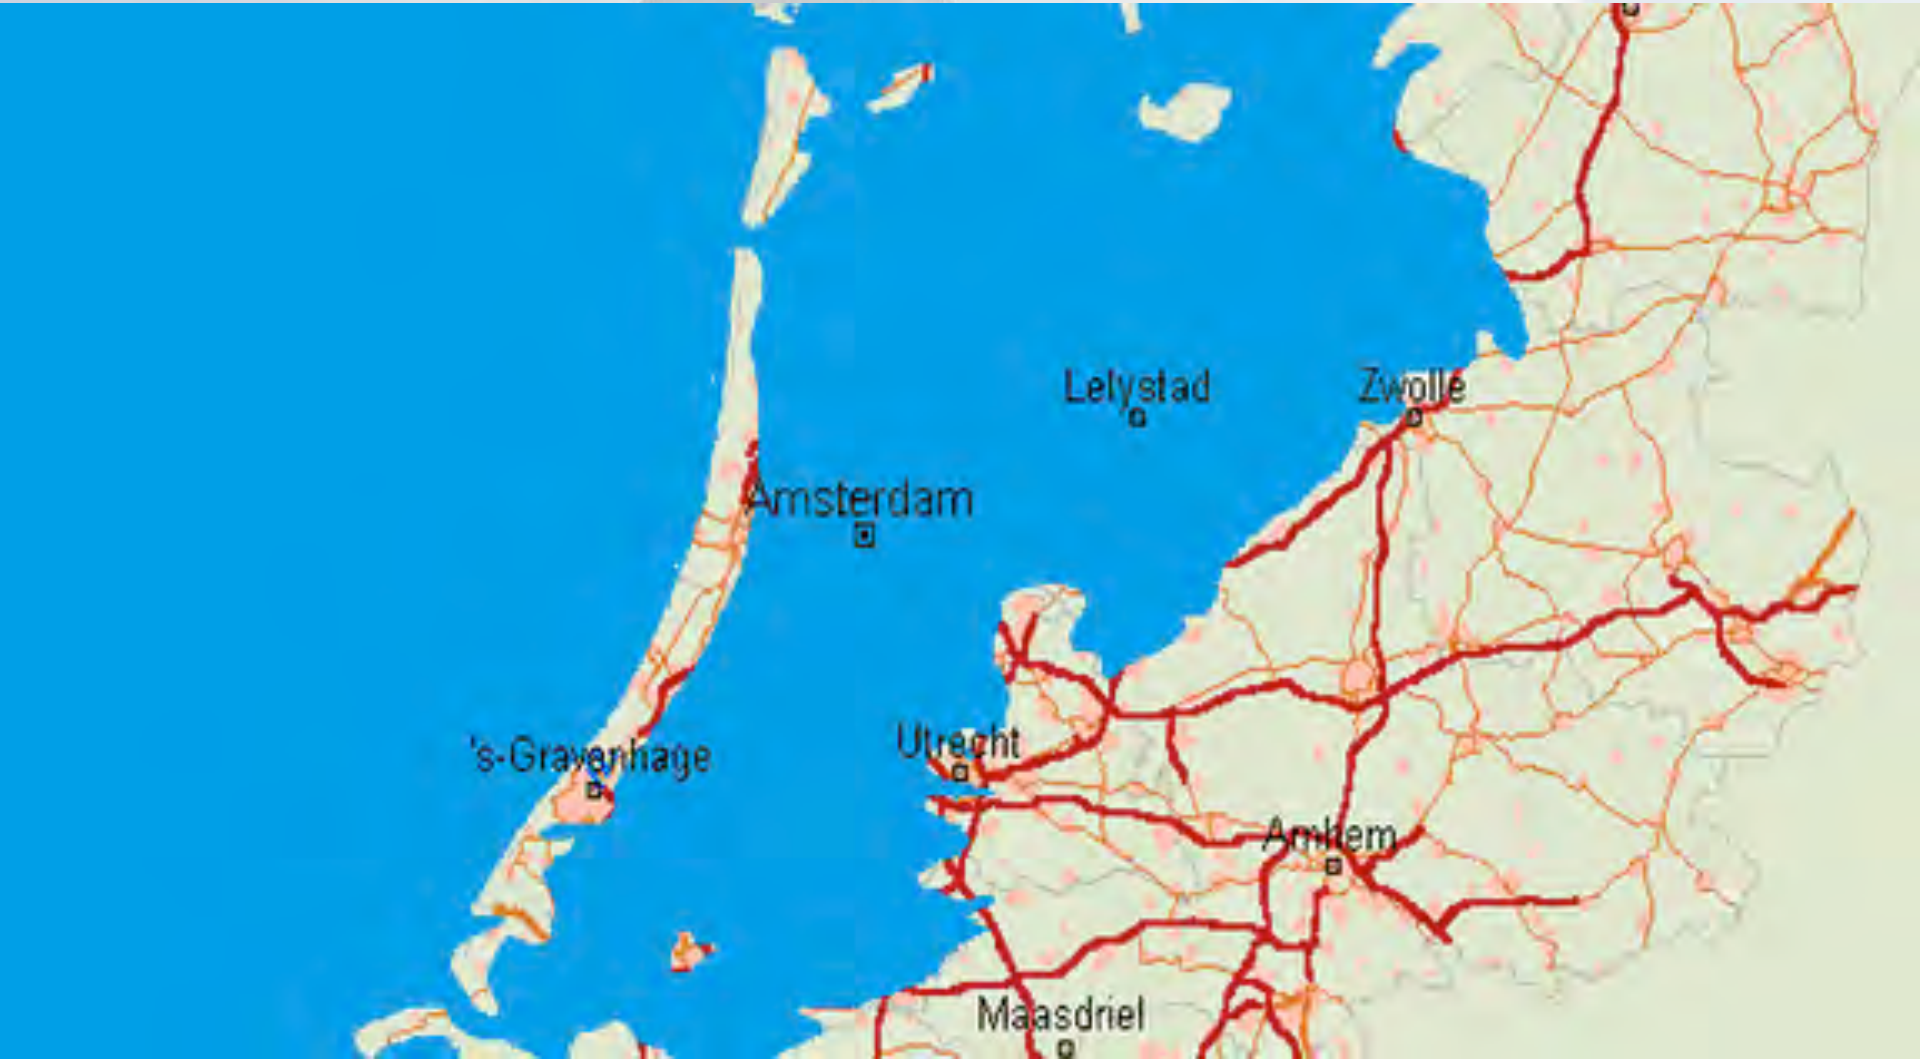 Lelystad
Zwolle
Amsterdam
's-Gravenhage
Utrecht
Arnhem
Maasdriel